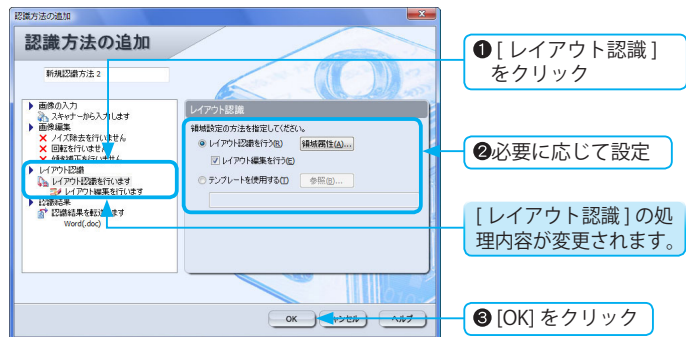 認識方法の追加
認識方法の追加
新規認識方法 2
画像の入力
スキャナーから入力します
画像編集
ノイズ除去を行いません
回転を行いません
傾き補正を行いません
レイアウト認識
レイアウト認識を行います
レイアウト編集を行います
認識結果
認識結果を転送します
Word(.doc)
レイアウト認識
領域設定の方法を指定してください。
レイアウト認識を行う(R) 領域属性(A)...
レイアウト編集を行う(E)
テンプレートを使用する(T) 参照(B)...
OK キャンセル ヘルプ
❶ [ レイアウト認識 ]
をクリック
❷必要に応じて設定
[ レイアウト認識 ] の処
理内容が変更されます。
❸ [OK] をクリック